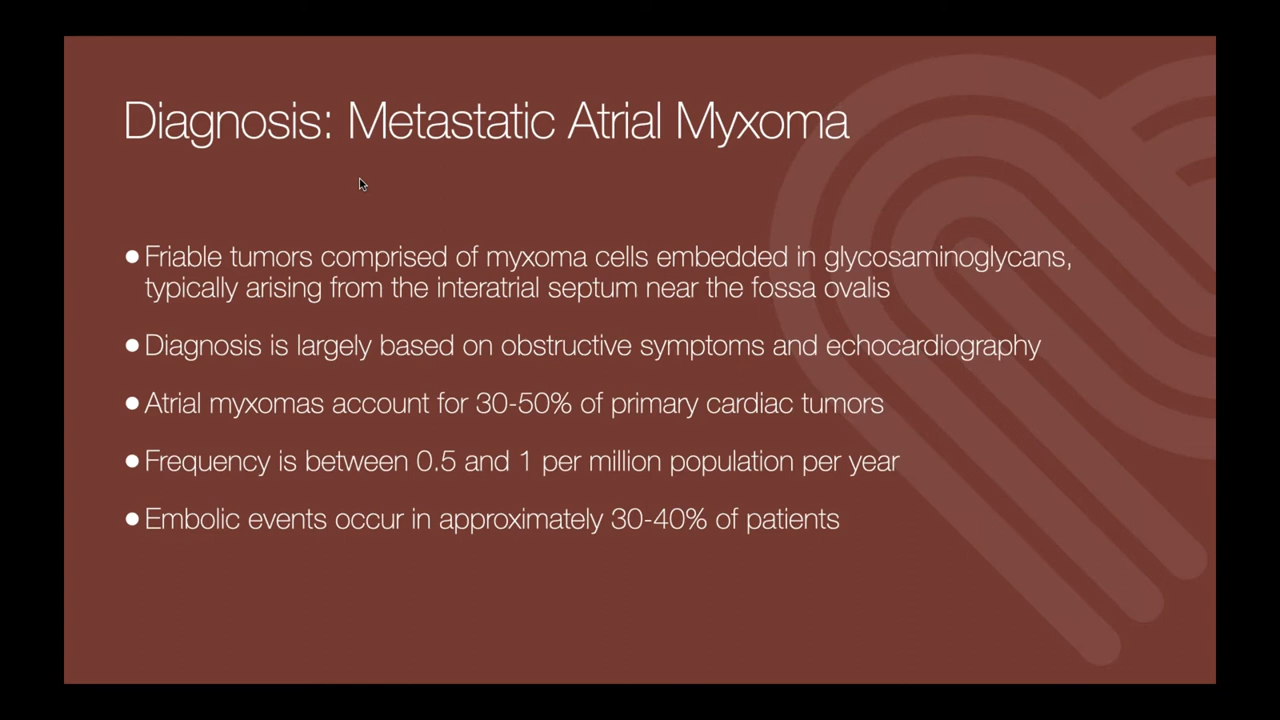 Diagnosis: Metastatic Atrial Myxoma
●Friable tumors comprised of myxoma cells embedded in glycosaminoglycans,
typically arising from the interatrial septum near the fossa ovalis
●Diagnosis is largely based on obstructive symptoms and echocardiography
●Atrial myxomas account for 30-50% of primary cardiac tumors
●Frequency is between 0.5 and 1 per million population per year
●Embolic events occur in approximately 30-40% of patients